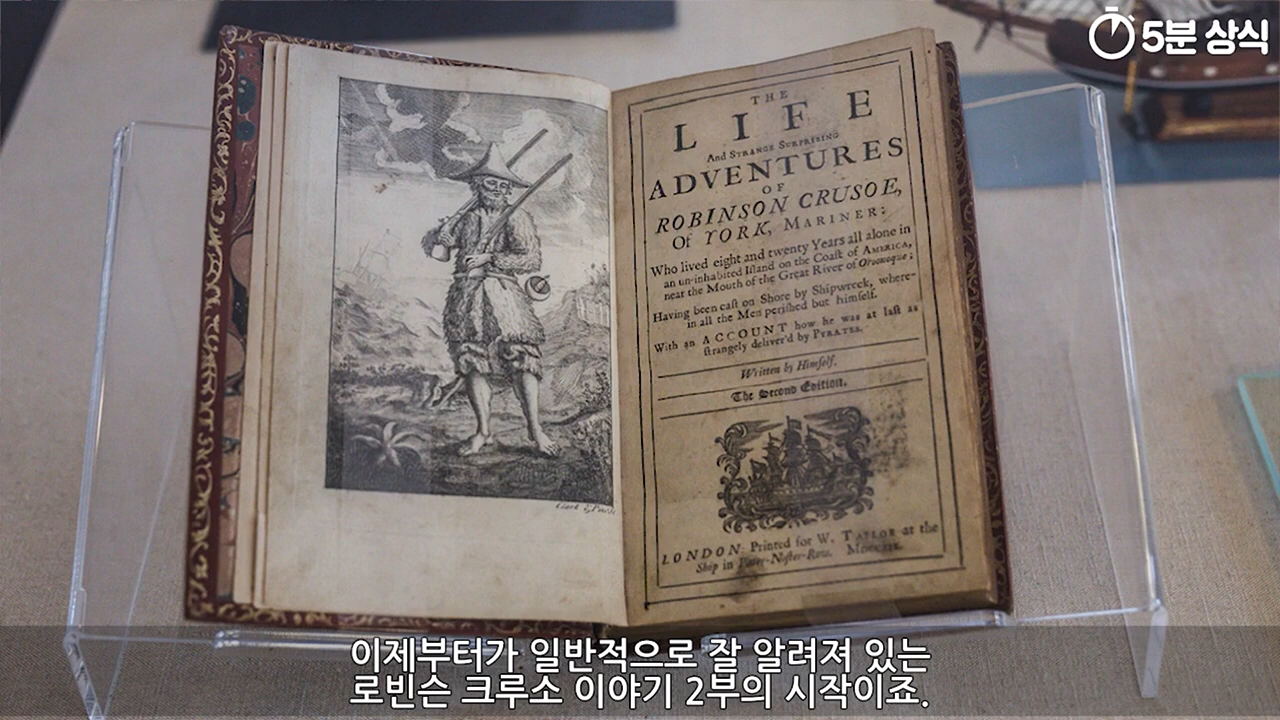 5분 상식
THE
LIFE
And STRANGE SURPRIZING
ADVENTURES
OF
ROBINSON CRUSOE,
Of YORK, MARINER:
Who lived eight and twenty Years all alone in
an un-inhabited Iſland on the Coaſt of AMERICA,
near the Mouth of the Great River of Oroonoque;
Having been caſt on Shore by Shipwreck, where-
in all the Men periſhed but himſelf.
With an ACCOUNT how he was at laſt as
ſtrangely deliver'd by PYRATES.
Written by Himſelf.
The Second Edition.
LONDON Printed for W. TAYLOR at the
Ship in Pater-Noſter-Row. MDCCXIX.
이제부터가 일반적으로 잘 알려져 있는
로빈슨 크루소 이야기 2부의 시작이죠.